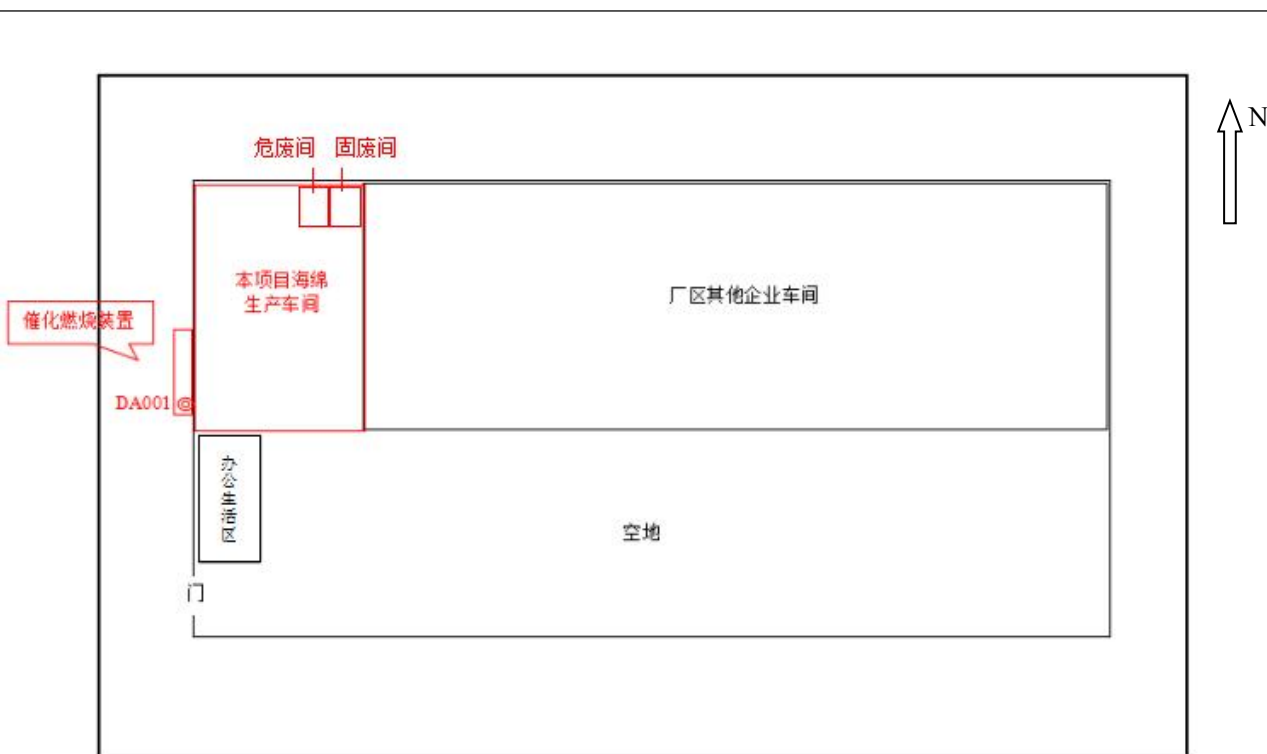 N
危废间 固废间
本项目海绵
生产车间
厂区其他企业车间
催化燃烧装置
DA001
办公生活区
空地
门